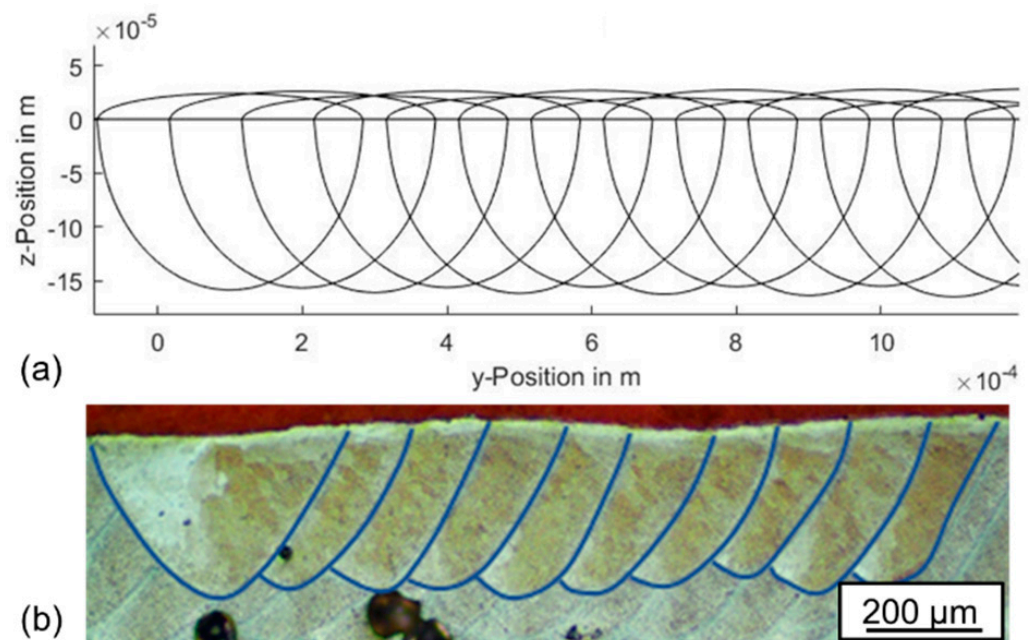 × 10⁻⁵
5
0
-5
-10
-15
z-Position in m
0 2 4 6 8 10
y-Position in m
× 10⁻⁴
(a)
(b)
200 µm